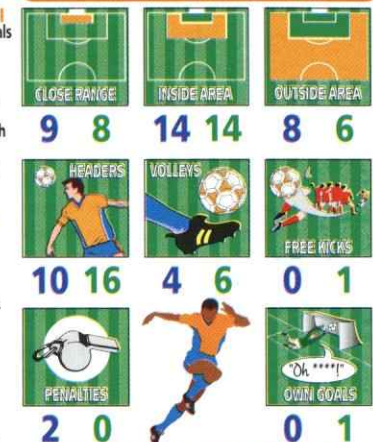 !
als
CLOSE RANGE INSIDE AREA OUTSIDE AREA
9 8 14 14 8 6
h
HEADERS VOLLEYS FREE KICKS
10 16 4 6 0 1
PENALTIES "Oh ****!" OWN GOALS
2 0 0 1